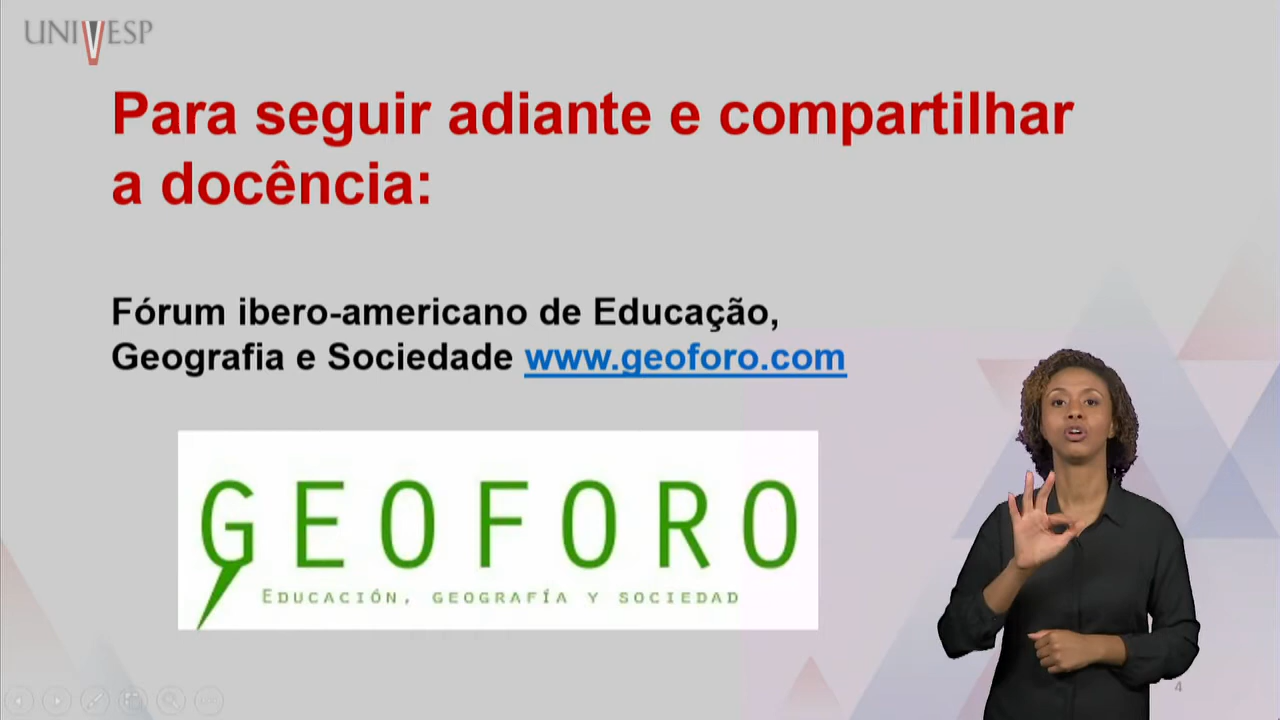 UNIVESP
Para seguir adiante e compartilhar
a docência:
Fórum ibero-americano de Educação,
Geografia e Sociedade www.geoforo.com
GEOFORO
EDUCACIÓN, GEOGRAFÍA Y SOCIEDAD
4